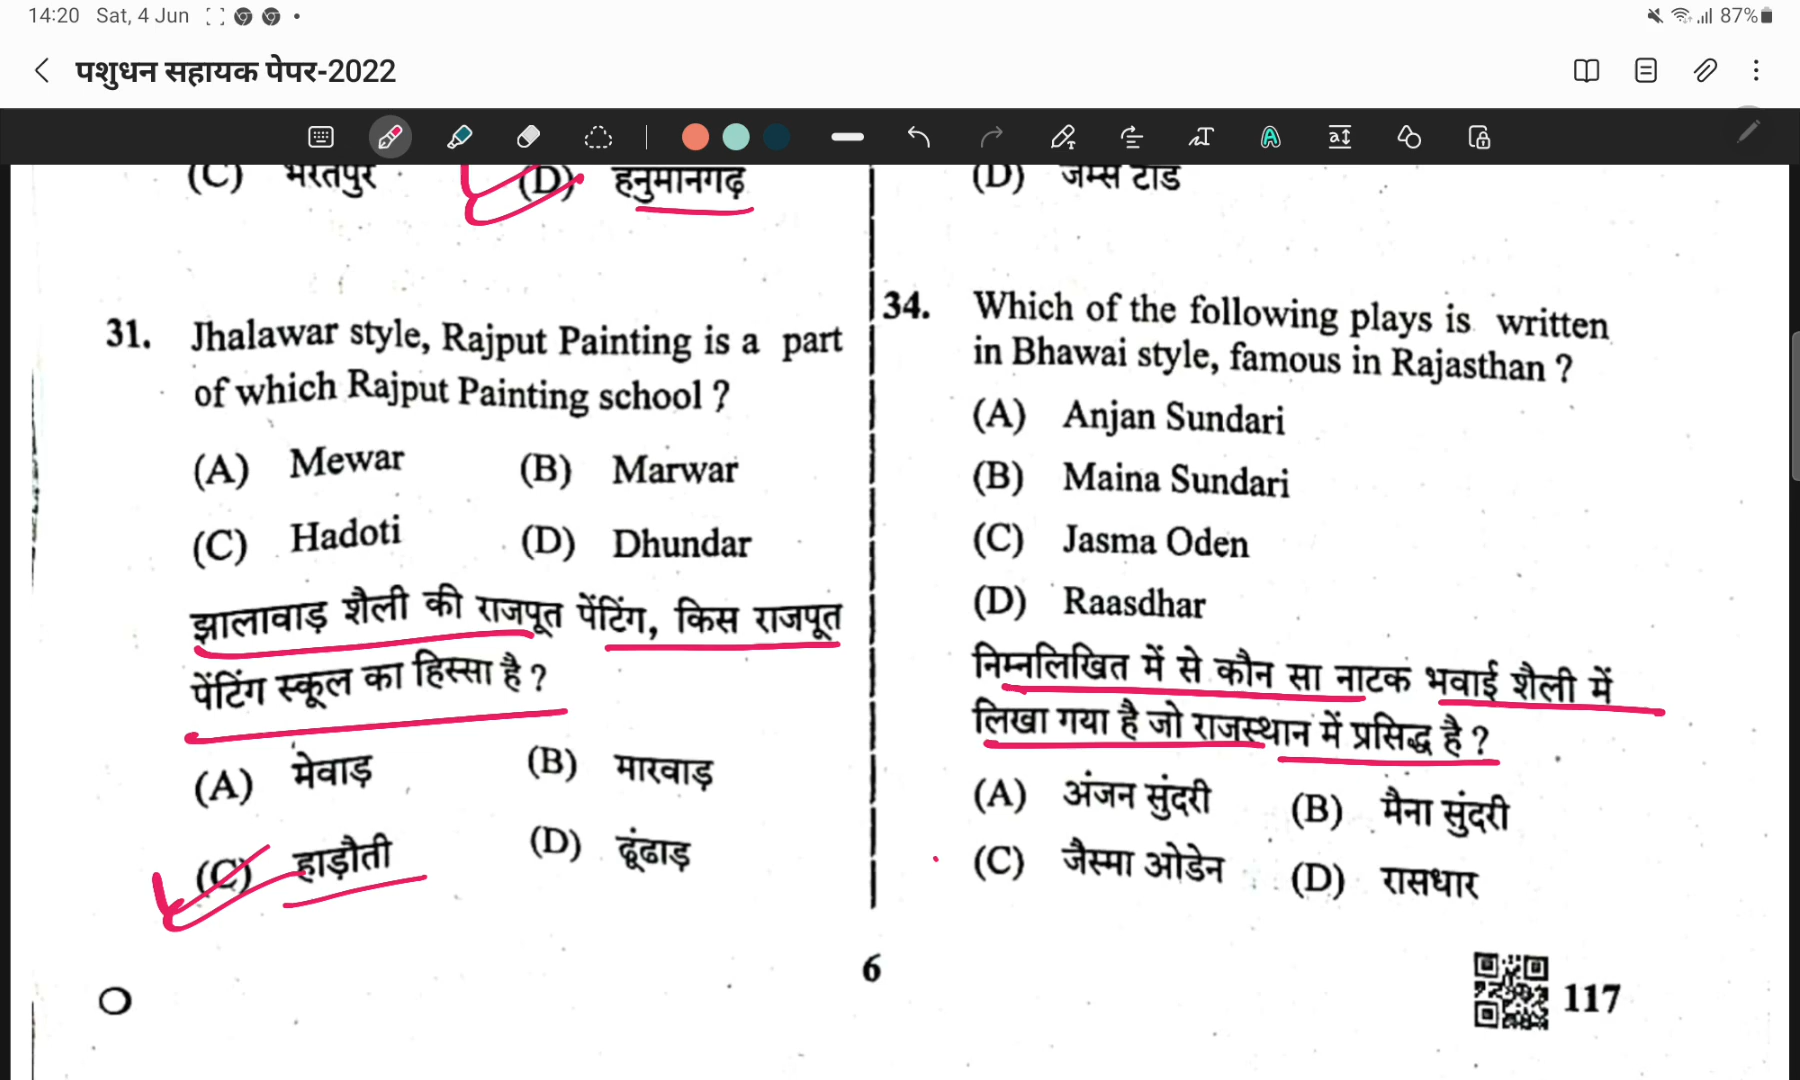 14:20 Sat, 4 Jun
87%
पशुधन सहायक पेपर-2022
(C) भरतपुर (D) हनुमानगढ़
31. Jhalawar style, Rajput Painting is a part
of which Rajput Painting school ?
(A) Mewar (B) Marwar
(C) Hadoti (D) Dhundar
झालावाड़ शैली की राजपूत पेंटिंग, किस राजपूत
पेंटिंग स्कूल का हिस्सा है ?
(A) मेवाड़ (B) मारवाड़
(C) हाड़ौती (D) ढूंढाड़
(D) जेम्स टॉड
34. Which of the following plays is written
in Bhawai style, famous in Rajasthan ?
(A) Anjan Sundari
(B) Maina Sundari
(C) Jasma Oden
(D) Raasdhar
निम्नलिखित में से कौन सा नाटक भवाई शैली में
लिखा गया है जो राजस्थान में प्रसिद्ध है ?
(A) अंजन सुंदरी (B) मैना सुंदरी
(C) जैस्मा ओडेन (D) रासधार
6
117